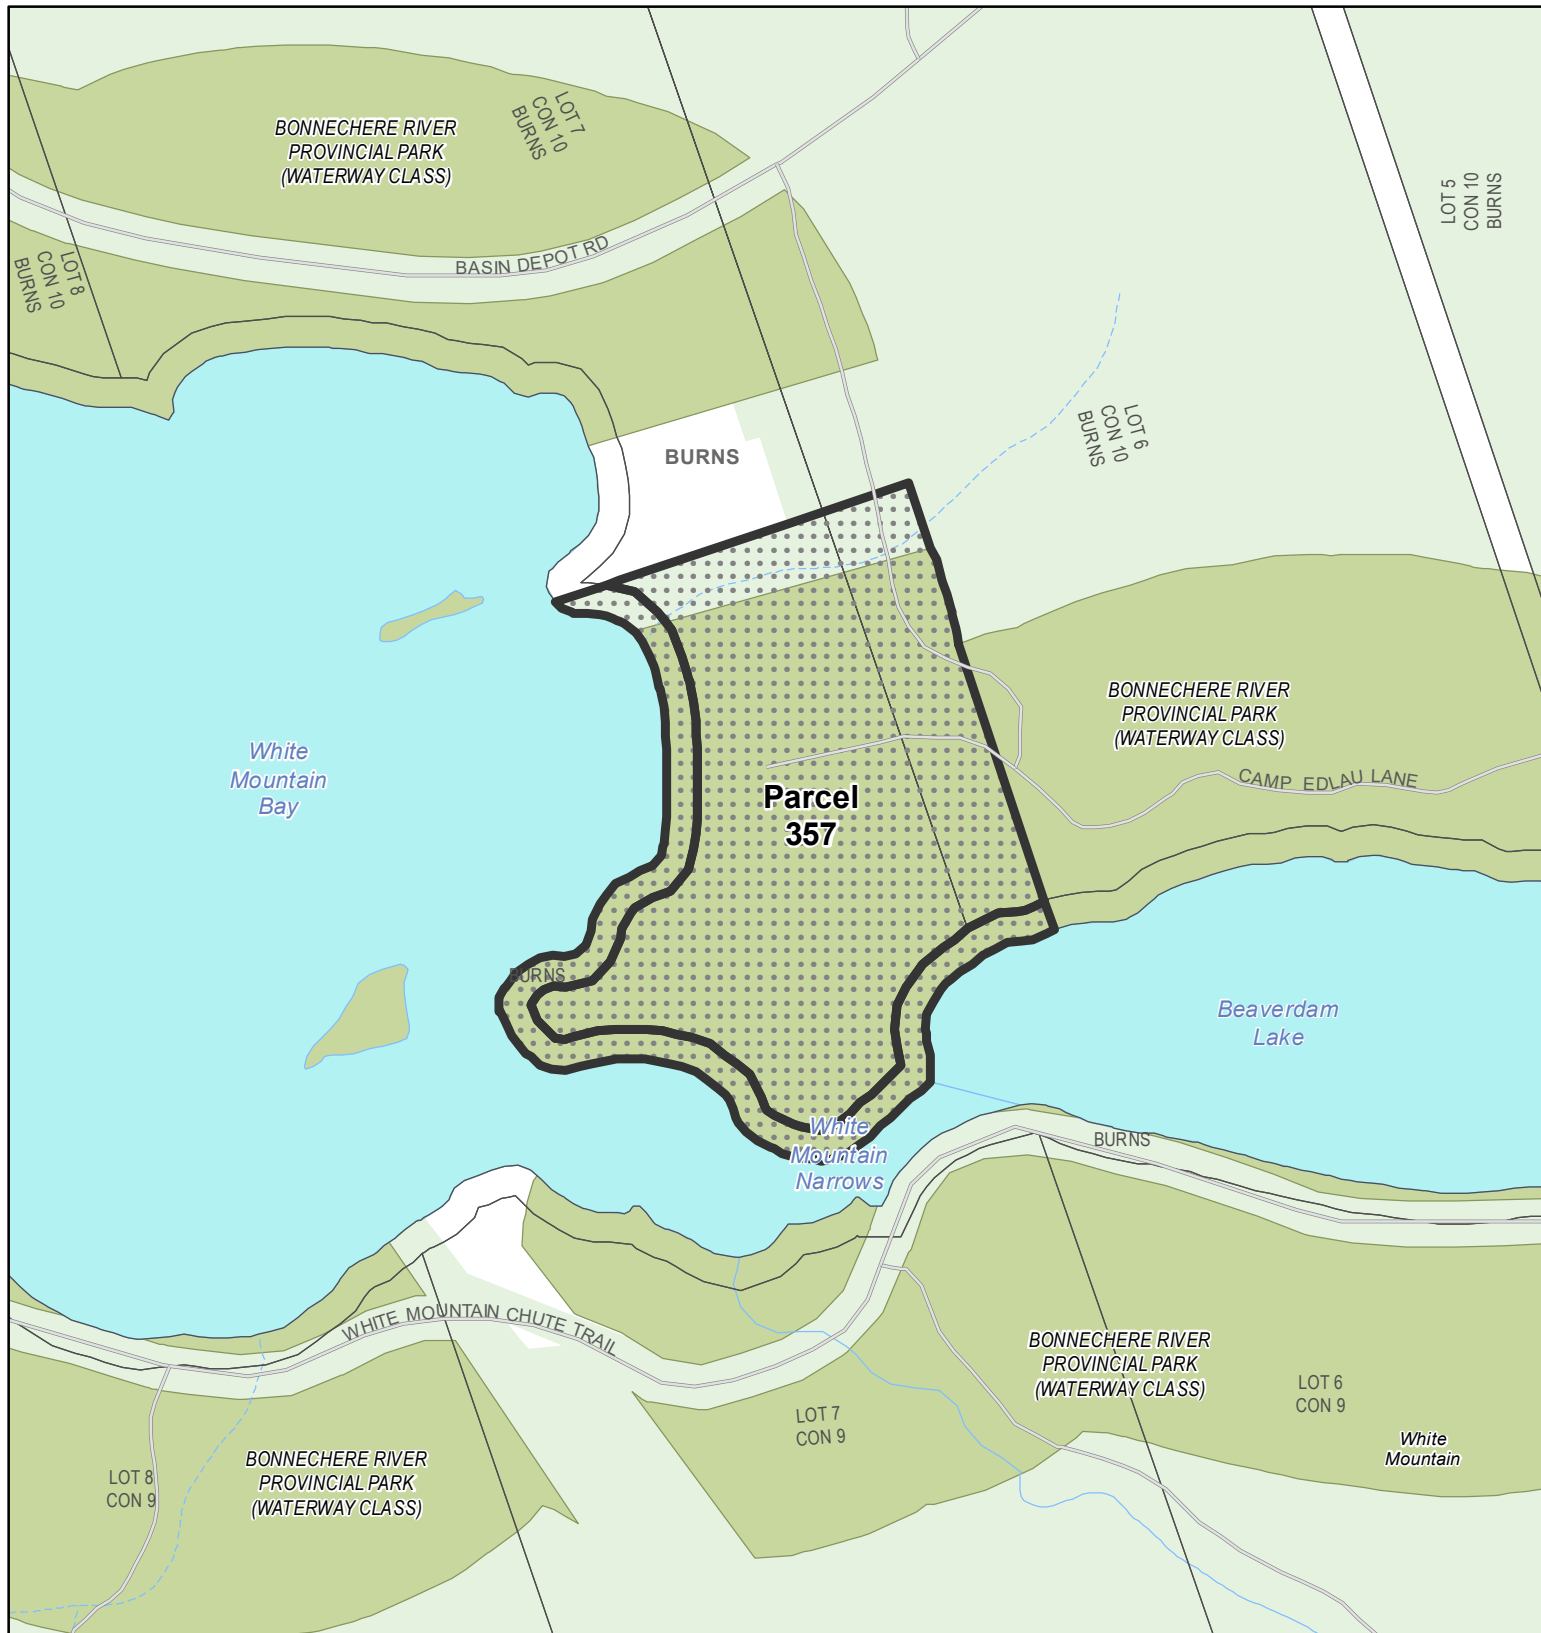 BONNECHERE RIVER
PROVINCIAL PARK
(WATERWAY CLASS)
LOT 7
CON 10
BURNS
LOT 5
CON 10
BURNS
BASIN DEPOT RD
LOT 8
CON 10
BURNS
LOT 6
CON 10
BURNS
BURNS
BONNECHERE RIVER
PROVINCIAL PARK
(WATERWAY CLASS)
White
Mountain
Bay
CAMP EDLAU LANE
Parcel
357
BURNS
Beaverdam
Lake
White
Mountain
Narrows
BURNS
WHITE MOUNTAIN CHUTE TRAIL
BONNECHERE RIVER
PROVINCIAL PARK
(WATERWAY CLASS)
LOT 6
CON 9
LOT 7
CON 9
White
Mountain
BONNECHERE RIVER
PROVINCIAL PARK
(WATERWAY CLASS)
LOT 8
CON 9